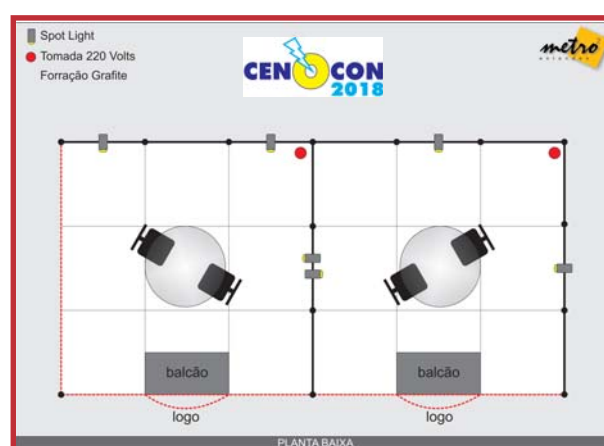 Spot Light
Tomada 220 Volts
Forração Grafite
CENOCON
2018
metro
balcão
balcão
logo
logo
PLANTA BAIXA